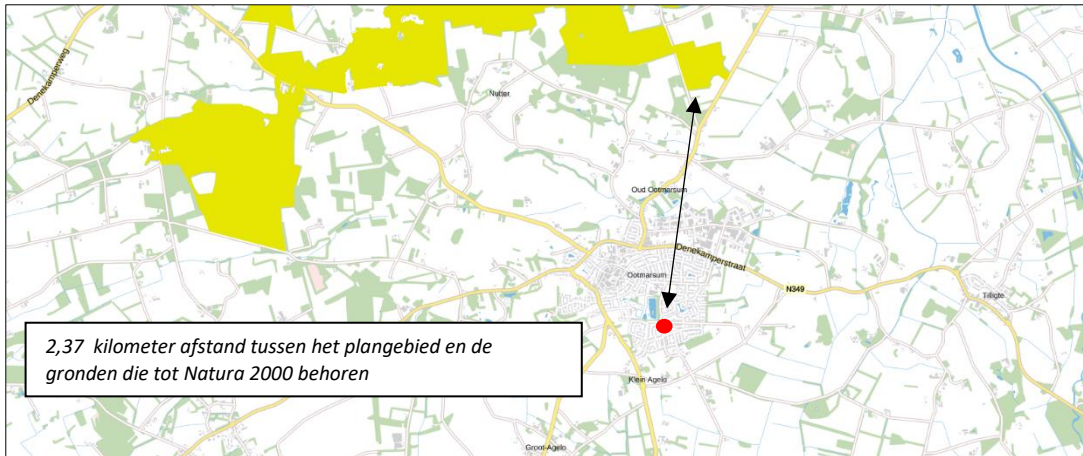 Denekamperweg
Nutter
Oud Ootmarsum
Denekamperstraat
Ootmarsum
N349
Tilligte
2,37 kilometer afstand tussen het plangebied en de
gronden die tot Natura 2000 behoren
Klein Agelo
Groot-Agelo